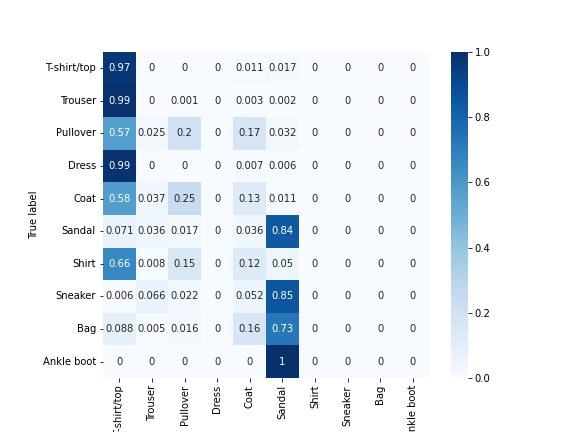 T-shirt/top 0.97 0 0 0 0.011 0.017 0 0 0 0
Trouser 0.99 0 0.001 0 0.003 0.002 0 0 0 0
Pullover 0.57 0.025 0.2 0 0.17 0.032 0 0 0 0
Dress 0.99 0 0 0 0.007 0.006 0 0 0 0
Coat 0.58 0.037 0.25 0 0.13 0.011 0 0 0 0
Sandal 0.071 0.036 0.017 0 0.036 0.84 0 0 0 0
Shirt 0.66 0.008 0.15 0 0.12 0.05 0 0 0 0
Sneaker 0.006 0.066 0.022 0 0.052 0.85 0 0 0 0
Bag 0.088 0.005 0.016 0 0.16 0.73 0 0 0 0
Ankle boot 0 0 0 0 0 1 0 0 0 0
True label
-shirt/top Trouser Pullover Dress Coat Sandal Shirt Sneaker Bag nkle boot
1.0
0.8
0.6
0.4
0.2
0.0